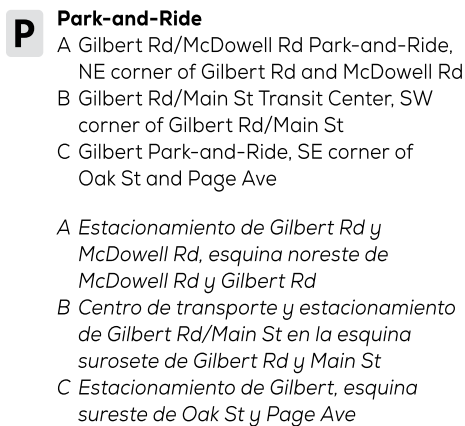 P
Park-and-Ride
A Gilbert Rd/McDowell Rd Park-and-Ride,
NE corner of Gilbert Rd and McDowell Rd
B Gilbert Rd/Main St Transit Center, SW
corner of Gilbert Rd/Main St
C Gilbert Park-and-Ride, SE corner of
Oak St and Page Ave
A Estacionamiento de Gilbert Rd y
McDowell Rd, esquina noreste de
McDowell Rd y Gilbert Rd
B Centro de transporte y estacionamiento
de Gilbert Rd/Main St en la esquina
surosete de Gilbert Rd y Main St
C Estacionamiento de Gilbert, esquina
sureste de Oak St y Page Ave